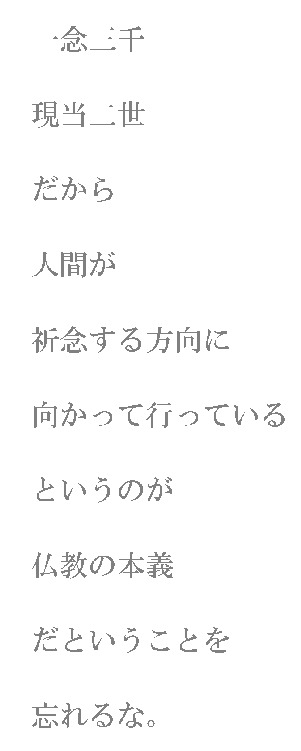 一念三千
現当二世
だから
人間が
祈念する方向に
向かって行っている
というのが
仏教の本義
だということを
忘れるな。